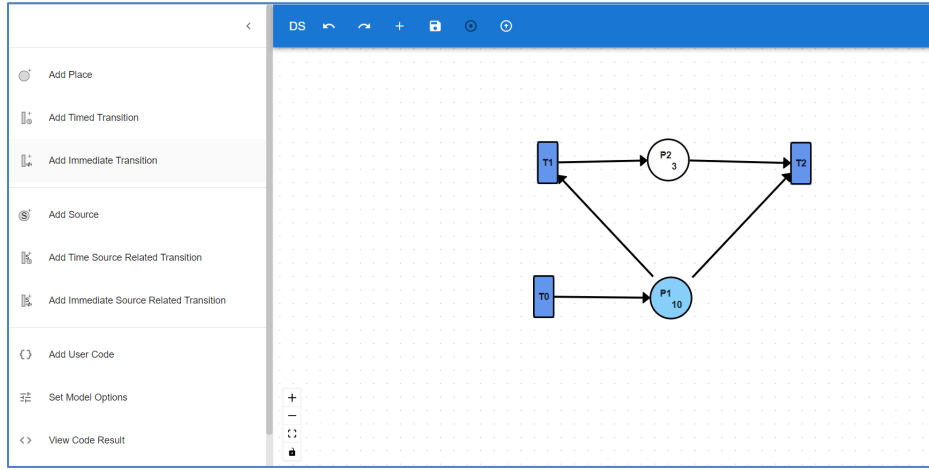 DS
Add Place
Add Timed Transition
Add Immediate Transition
Add Source
Add Time Source Related Transition
Add Immediate Source Related Transition
Add User Code
Set Model Options
View Code Result
T1
P2
3
T2
T0
P1
10